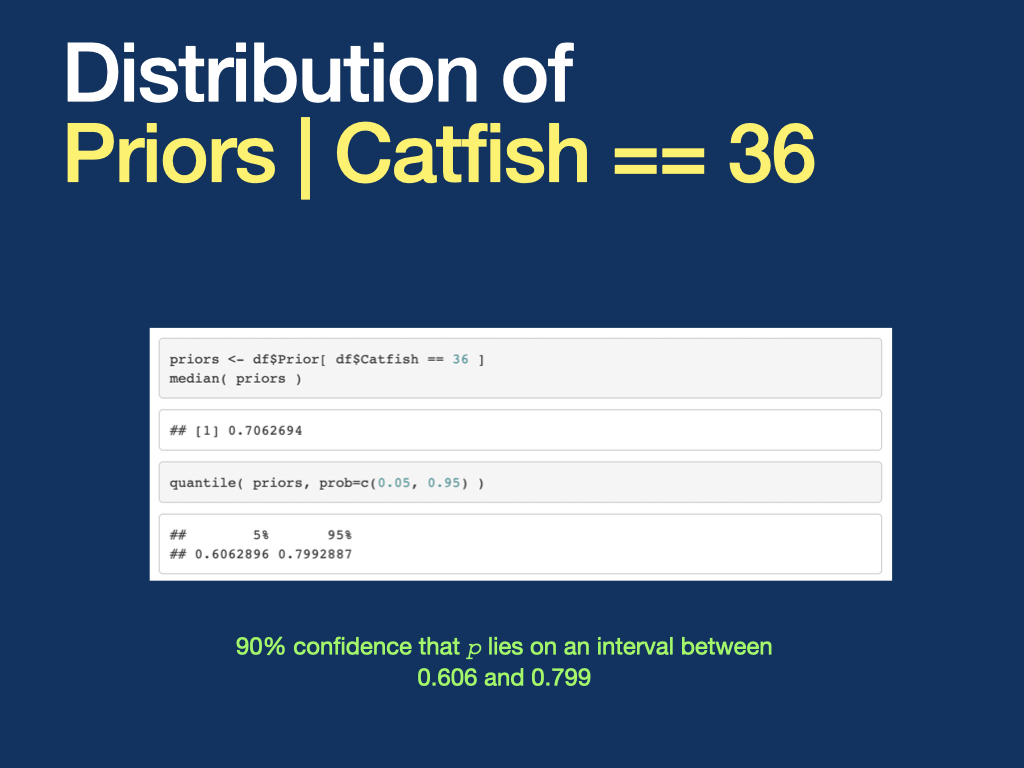 Distribution of
Priors | Catfish == 36
priors <- df$Prior[ df$Catfish == 36 ]
median( priors )
## [1] 0.7062694
quantile( priors, prob=c(0.05, 0.95) )
##        5%       95%
## 0.6062896 0.7992887
90% confidence that p lies on an interval between
0.606 and 0.799